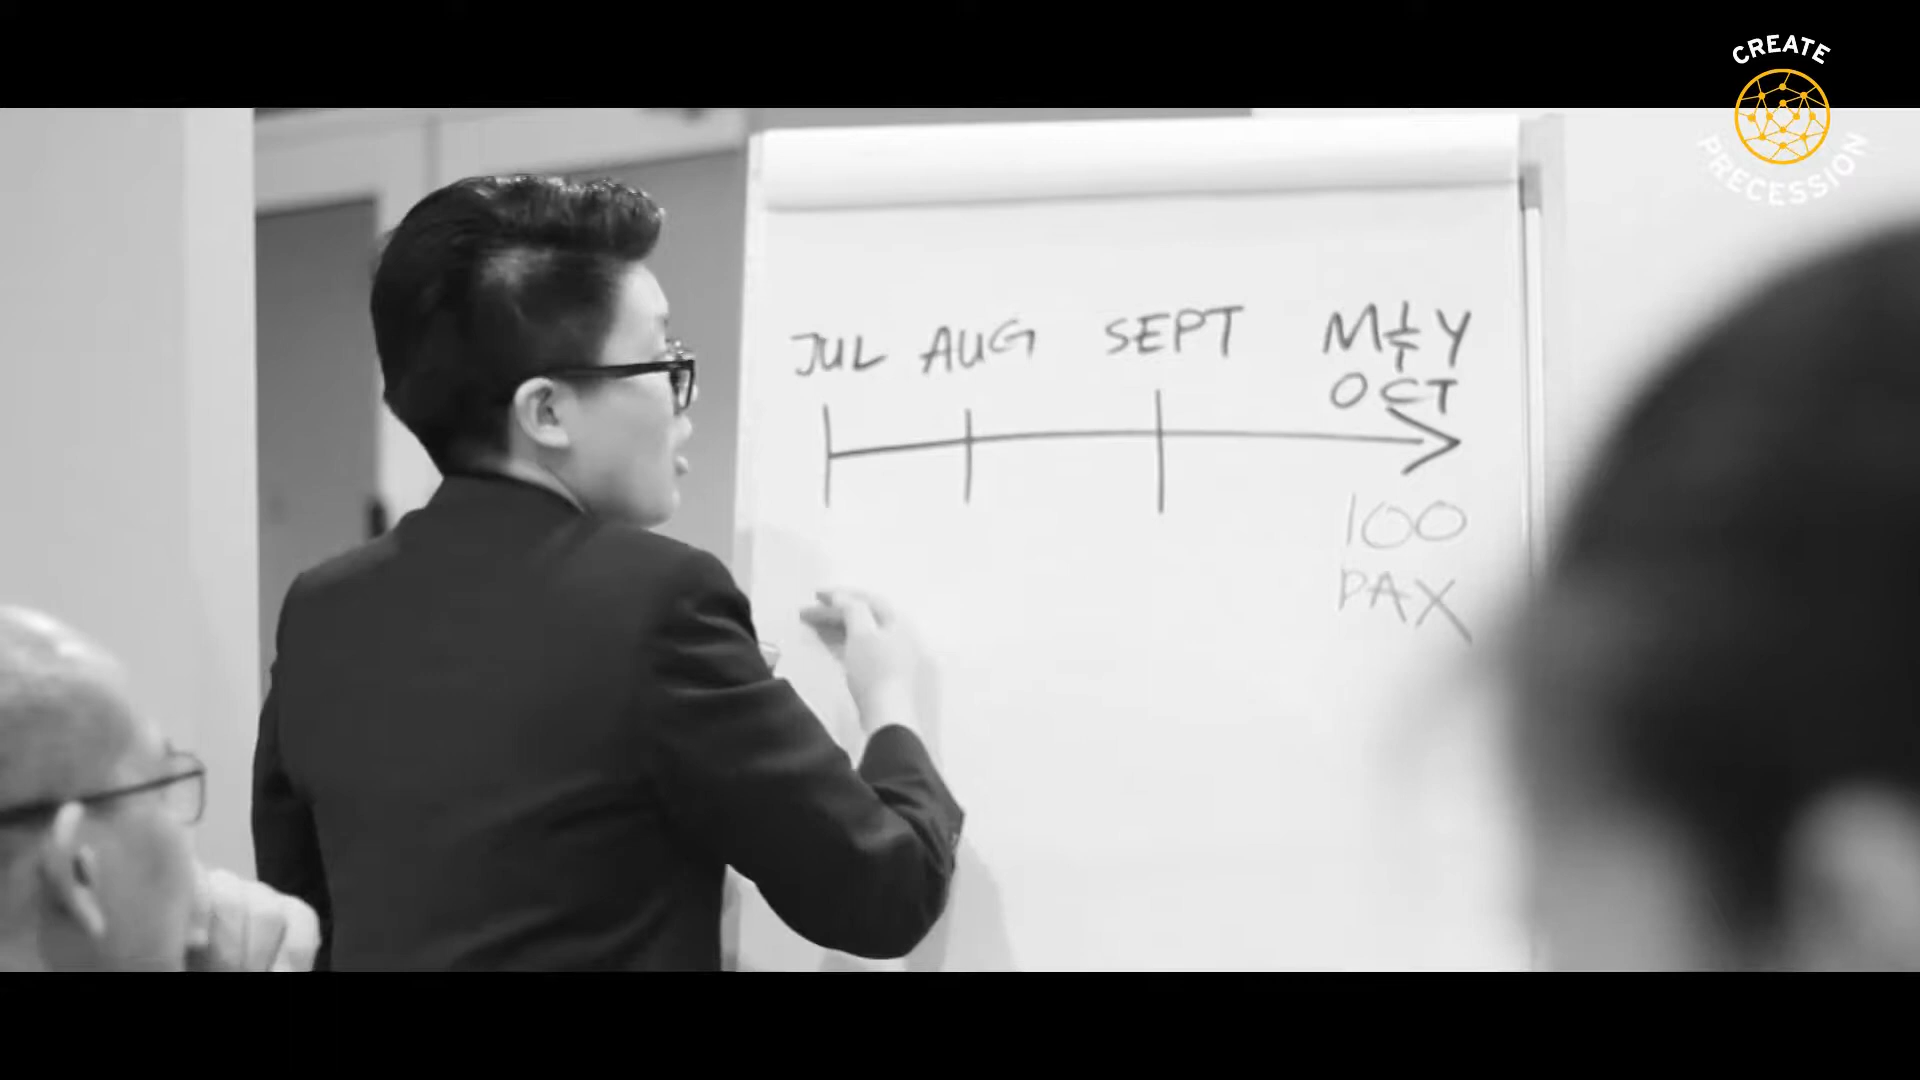 CREATE
PRECESSION
JUL AUG SEPT M&Y
OCT
100
PAX